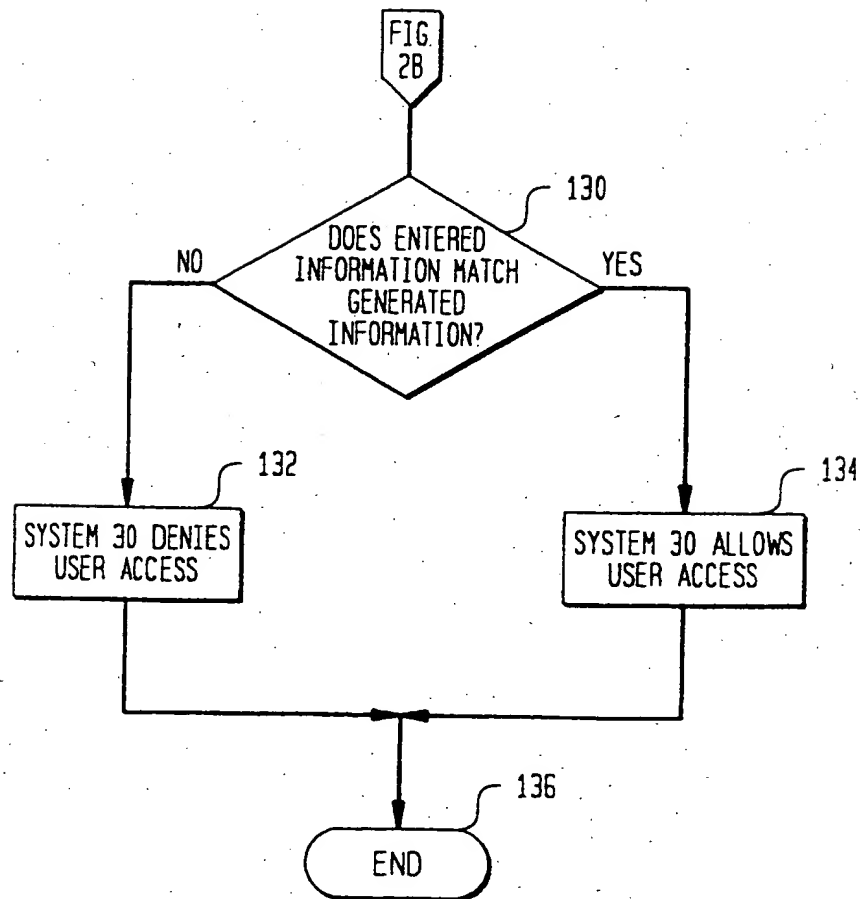 FIG.
2B
130
DOES ENTERED
INFORMATION MATCH
GENERATED
INFORMATION?
NO
YES
132
SYSTEM 30 DENIES
USER ACCESS
134
SYSTEM 30 ALLOWS
USER ACCESS
136
END